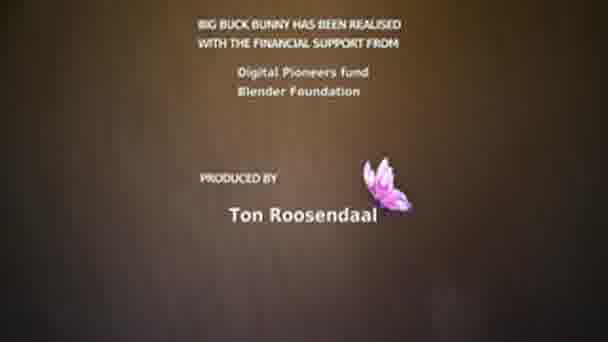 BIG BUCK BUNNY HAS BEEN REALISED
WITH THE FINANCIAL SUPPORT FROM
Digital Pioneers fund
Blender Foundation
PRODUCED BY
Ton Roosendaal